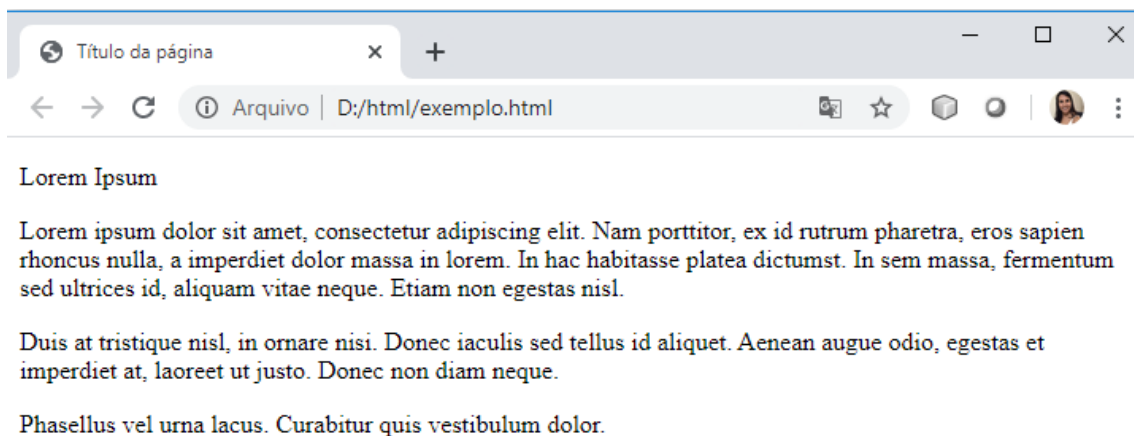 Título da página
Arquivo D:/html/exemplo.html
Lorem Ipsum
Lorem ipsum dolor sit amet, consectetur adipiscing elit. Nam porttitor, ex id rutrum pharetra, eros sapien
rhoncus nulla, a imperdiet dolor massa in lorem. In hac habitasse platea dictumst. In sem massa, fermentum
sed ultrices id, aliquam vitae neque. Etiam non egestas nisl.
Duis at tristique nisl, in ornare nisi. Donec iaculis sed tellus id aliquet. Aenean augue odio, egestas et
imperdiet at, laoreet ut justo. Donec non diam neque.
Phasellus vel urna lacus. Curabitur quis vestibulum dolor.